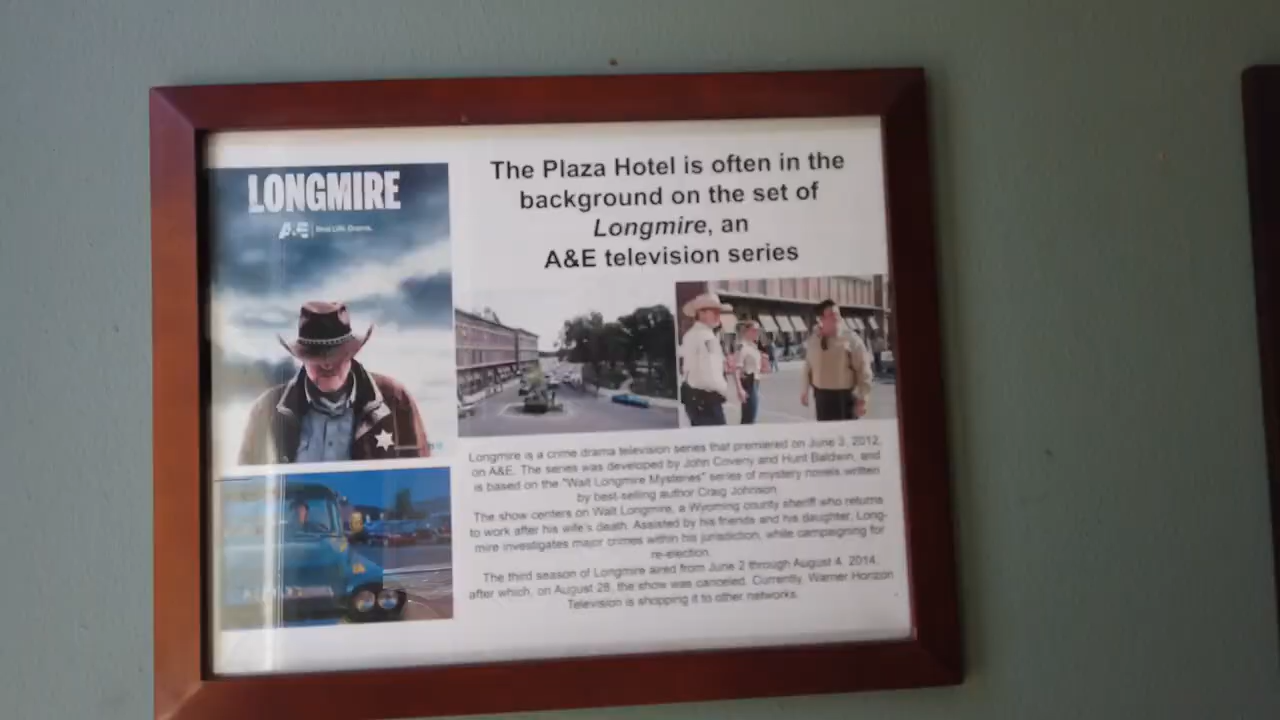 LONGMIRE
A&E Real Life. Drama.
The Plaza Hotel is often in the
background on the set of
Longmire, an
A&E television series
Longmire is a crime drama television series that premiered on June 3, 2012,
on A&E. The series was developed by John Coveny and Hunt Baldwin, and
is based on the "Walt Longmire Mysteries" series of mystery novels written
by best-selling author Craig Johnson.
The show centers on Walt Longmire, a Wyoming county sheriff who returns
to work after his wife's death. Assisted by his friends and his daughter, Long-
mire investigates major crimes within his jurisdiction, while campaigning for
re-election.
The third season of Longmire aired from June 2 through August 4, 2014,
after which, on August 28, the show was canceled. Currently, Warner Horizon
Television is shopping it to other networks.